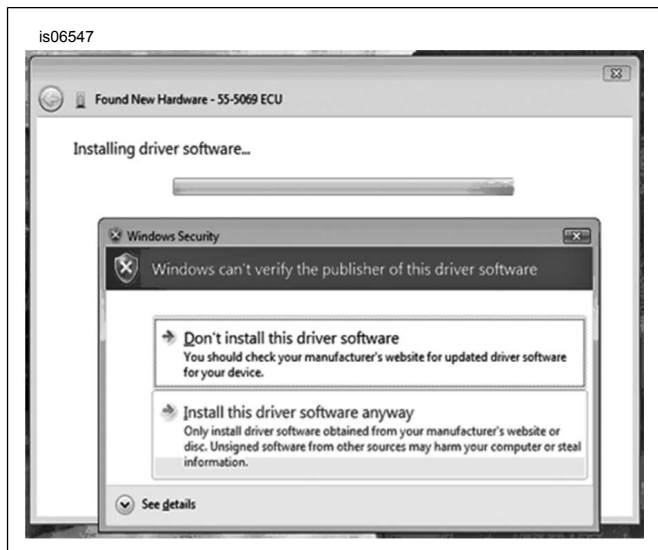 is06547
Found New Hardware - 55-5069 ECU
Installing driver software...
Windows Security
Windows can't verify the publisher of this driver software
Don't install this driver software
You should check your manufacturer's website for updated driver software
for your device.
Install this driver software anyway
Only install driver software obtained from your manufacturer's website or
disc. Unsigned software from other sources may harm your computer or steal
information.
See details